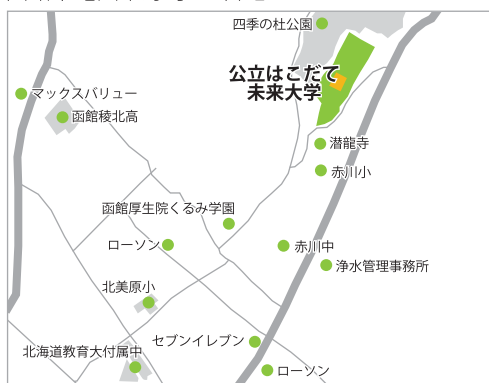 四季の杜公園
公立はこだて
未来大学
マックスバリュー
函館稜北高
潜龍寺
赤川小
函館厚生院くるみ学園
ローソン
赤川中
浄水管理事務所
北美原小
セブンイレブン
北海道教育大付属中
ローソン